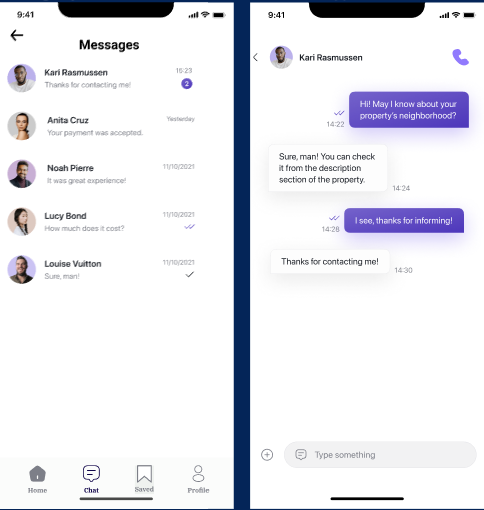 9:41
Messages
Kari Rasmussen
15:23
Thanks for contacting me!
2
Anita Cruz
Yesterday
Your payment was accepted.
Noah Pierre
11/10/2021
It was great experience!
Lucy Bond
11/10/2021
How much does it cost?
Louise Vuitton
11/10/2021
Sure, man!
Home
Chat
Saved
Profile
9:41
Kari Rasmussen
Hi! May I know about your
property's neighborhood?
14:22
Sure, man! You can check
it from the description
section of the property.
14:24
I see, thanks for informing!
14:26
Thanks for contacting me!
14:30
Type something